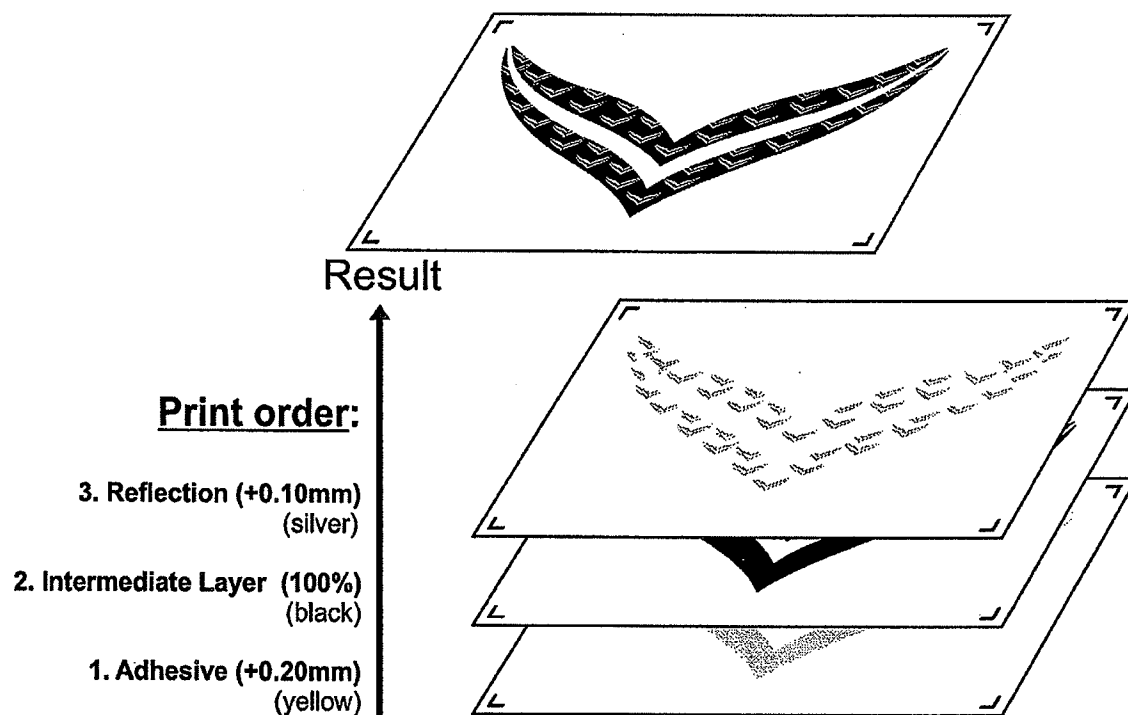 Result
Print order:
3. Reflection (+0.10mm)
(silver)
2. Intermediate Layer (100%)
(black)
1. Adhesive (+0.20mm)
(yellow)